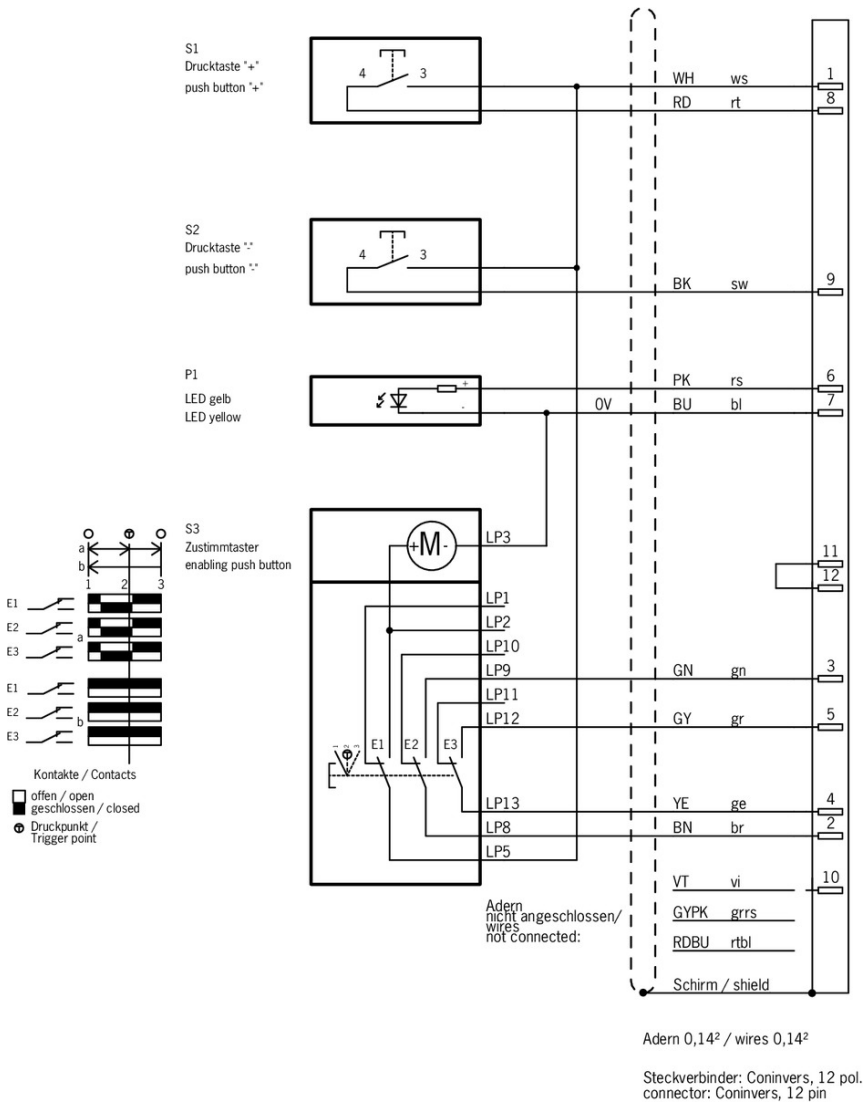 S1
Drucktaste "+"
push button "+"
4 3
WH ws 1
RD rt 8
S2
Drucktaste "-"
push button "-"
4 3
BK sw 9
P1
LED gelb
LED yellow
+
-
PK rs 6
0V BU bl 7
S3
Zustimmtaster
enabling push button
+M-
LP3
11
12
a
b
1 2 3
E1
E2
a
E3
E1
E2
b
E3
Kontakte / Contacts
offen / open
geschlossen / closed
Druckpunkt /
Trigger point
LP1
LP2
LP10
LP9 GN gn 3
LP11
LP12 GY gr 5
1 2 3
E1 E2 E3
LP13 YE ge 4
LP8 BN br 2
LP5
Adern
nicht angeschlossen/
wires
not connected:
VT vi 10
GYPK grrs
RDBU rtbl
Schirm / shield
Adern 0,14² / wires 0,14²
Steckverbinder: Coninvers, 12 pol.
connector: Coninvers, 12 pin